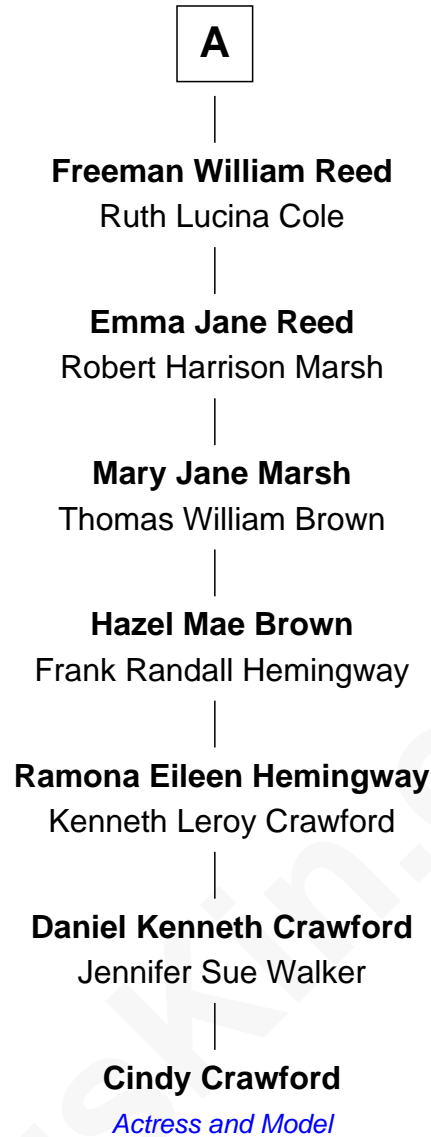 A
Freeman William Reed
Ruth Lucina Cole
Emma Jane Reed
Robert Harrison Marsh
Mary Jane Marsh
Thomas William Brown
Hazel Mae Brown
Frank Randall Hemingway
Ramona Eileen Hemingway
Kenneth Leroy Crawford
Daniel Kenneth Crawford
Jennifer Sue Walker
Cindy Crawford
Actress and Model